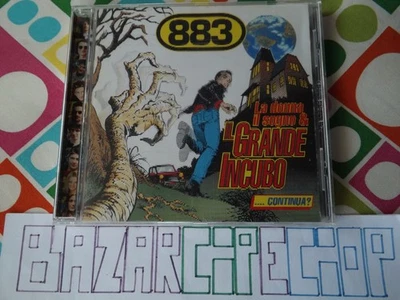 883
La donna
il sogno &
IL GRANDE
INCUBO
.... CONTINUA?
BAZARCIPECIOP